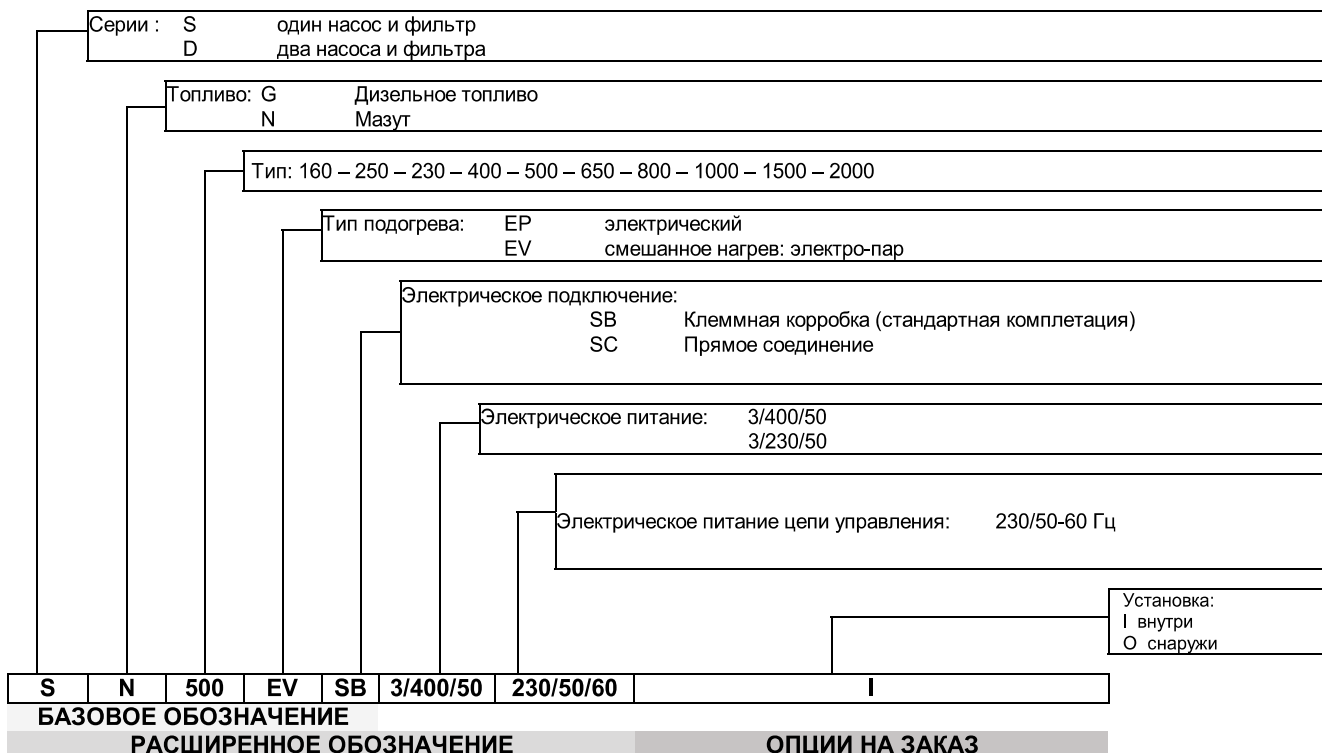 Серии : S один насос и фильтр
D два насоса и фильтра
Топливо: G Дизельное топливо
N Мазут
Тип: 160 – 250 – 230 – 400 – 500 – 650 – 800 – 1000 – 1500 – 2000
Тип подогрева: EP электрический
EV смешанное нагрев: электро-пар
Электрическое подключение:
SB Клеммная корробка (стандартная комплетация)
SC Прямое соединение
Электрическое питание: 3/400/50
3/230/50
Электрическое питание цепи управления: 230/50-60 Гц
Установка:
I внутри
O снаружи
S N 500 EV SB 3/400/50 230/50/60 I
БАЗОВОЕ ОБОЗНАЧЕНИЕ
РАСШИРЕННОЕ ОБОЗНАЧЕНИЕ ОПЦИИ НА ЗАКАЗ